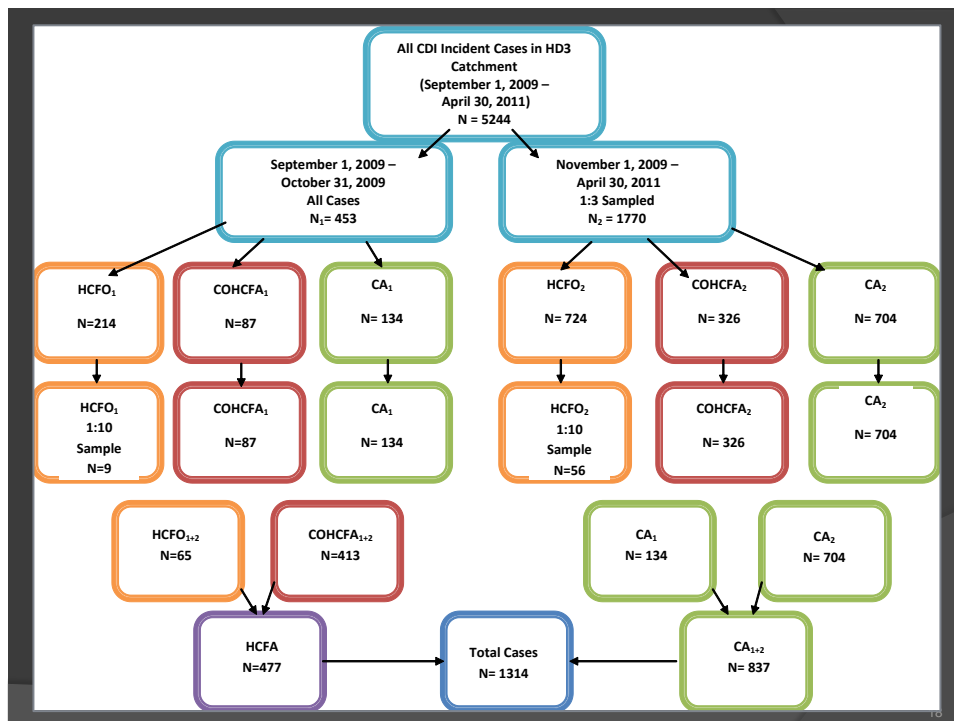 All CDI Incident Cases in HD3
Catchment
(September 1, 2009 –
April 30, 2011)
N = 5244
September 1, 2009 –
October 31, 2009
All Cases
N₁= 453
November 1, 2009 –
April 30, 2011
1:3 Sampled
N₂ = 1770
HCFO₁
N=214
COHCFA₁
N=87
CA₁
N= 134
HCFO₂
N= 724
COHCFA₂
N= 326
CA₂
N= 704
HCFO₁
1:10
Sample
N=9
COHCFA₁
N=87
CA₁
N= 134
HCFO₂
1:10
Sample
N=56
COHCFA₂
N= 326
CA₂
N= 704
HCFO₁₊₂
N=65
COHCFA₁₊₂
N=413
CA₁
N= 134
CA₂
N= 704
HCFA
N=477
Total Cases
N= 1314
CA₁₊₂
N= 837
18